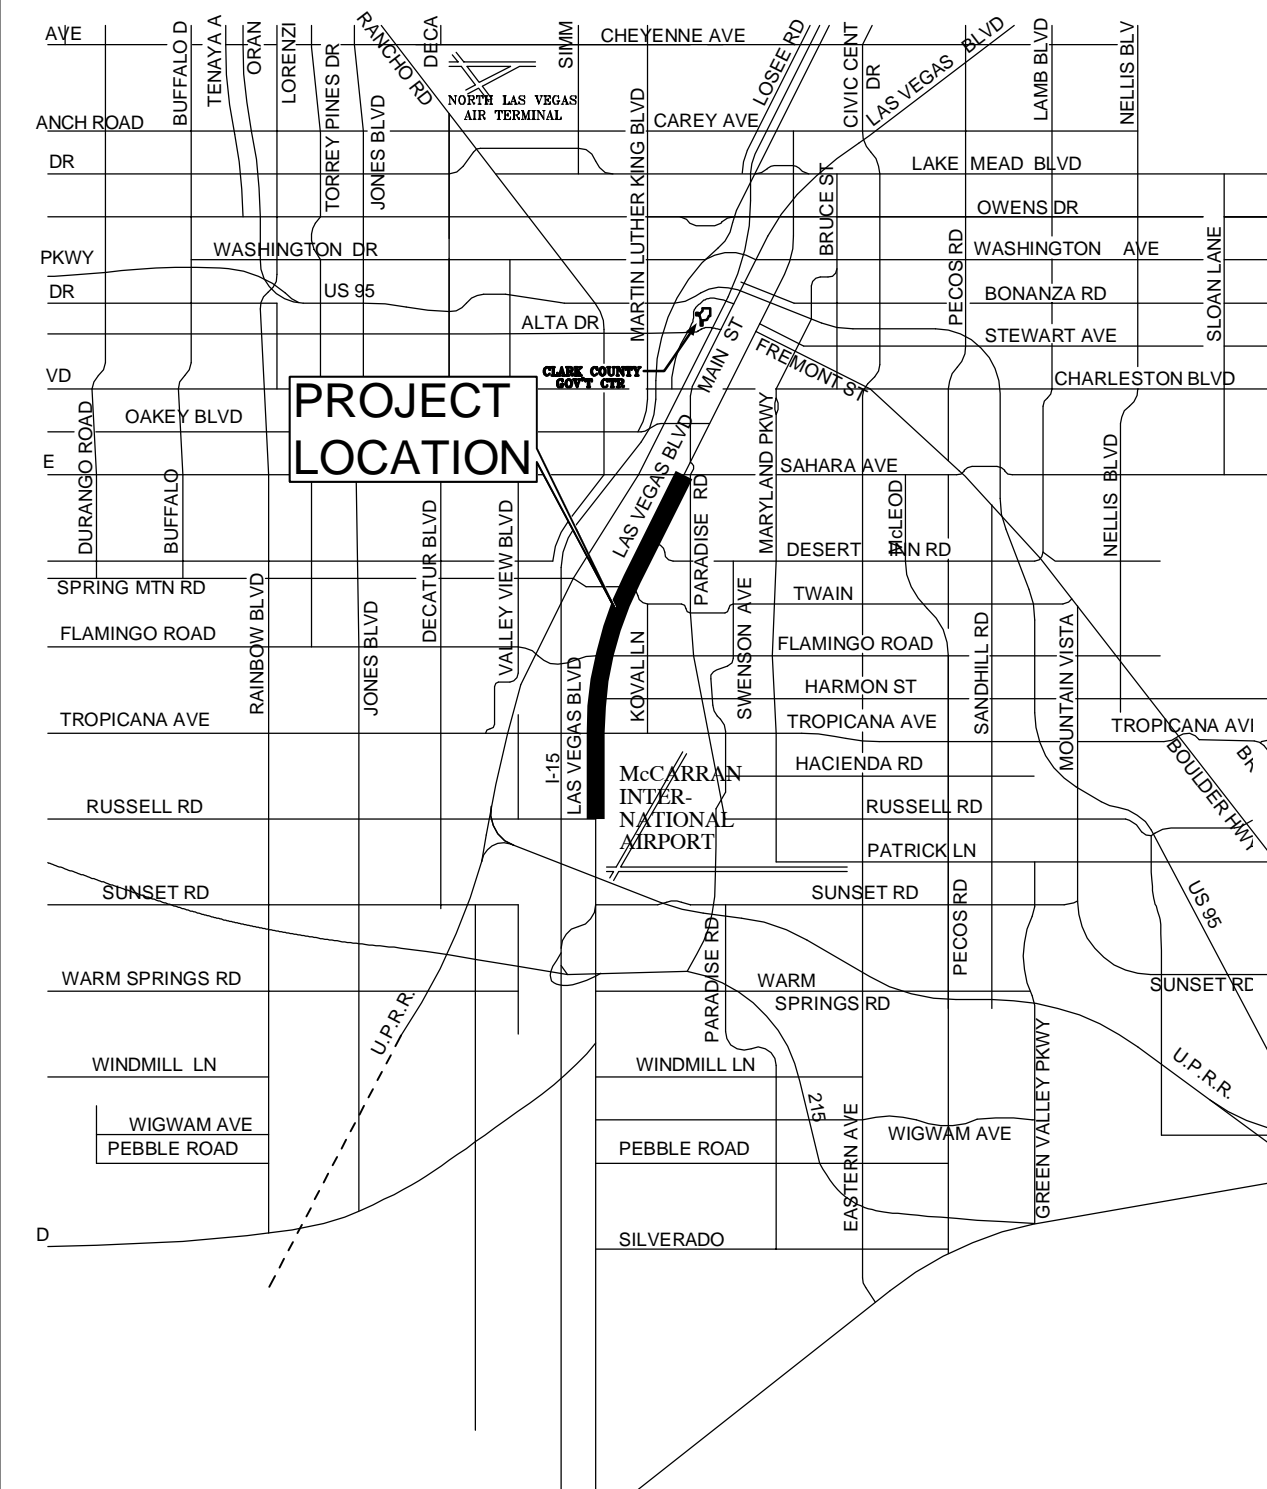 AVE
BUFFALO D
TENAYA A
ORAN
LORENZI
TORREY PINES DR
JONES BLVD
RANCHO RD
DECA
NORTH LAS VEGAS
AIR TERMINAL
SIMM
CHEYENNE AVE
MARTIN LUTHER KING BLVD
LOSEE RD
CIVIC CENT
DR
LAS VEGAS BLVD
LAMB BLVD
NELLIS BLV
ANCH ROAD
CAREY AVE
DR
LAKE MEAD BLVD
BRUCE ST
OWENS DR
PKWY
WASHINGTON DR
WASHINGTON AVE
PECOS RD
SLOAN LANE
DR
US 95
BONANZA RD
ALTA DR
MAIN ST
STEWART AVE
FREMONT ST
CLARK COUNTY
GOV'T CTR
VD
CHARLESTON BLVD
PROJECT
LOCATION
OAKEY BLVD
DURANGO ROAD
BUFFALO
E
LAS VEGAS BLVD
PARADISE RD
MARYLAND PKWY
SAHARA AVE
McLEOD
NELLIS BLVD
DECATUR BLVD
VALLEY VIEW BLVD
DESERT INN RD
SPRING MTN RD
RAINBOW BLVD
JONES BLVD
SWENSON AVE
TWAIN
FLAMINGO ROAD
KOVAL LN
FLAMINGO ROAD
SANDHILL RD
MOUNTAIN VISTA
HARMON ST
TROPICANA AVE
I-15
LAS VEGAS BLVD
TROPICANA AVE
TROPICANA AVE
BOULDER HWY
McCARRAN
INTER-
NATIONAL
AIRPORT
HACIENDA RD
RUSSELL RD
RUSSELL RD
PATRICK LN
SUNSET RD
SUNSET RD
PECOS RD
US 95
PARADISE RD
WARM SPRINGS RD
WARM
SPRINGS RD
SUNSET RD
U.P.R.R.
WINDMILL LN
WINDMILL LN
GREEN VALLEY PKWY
U.P.R.R.
215
EASTERN AVE
WIGWAM AVE
WIGWAM AVE
PEBBLE ROAD
PEBBLE ROAD
D
SILVERADO